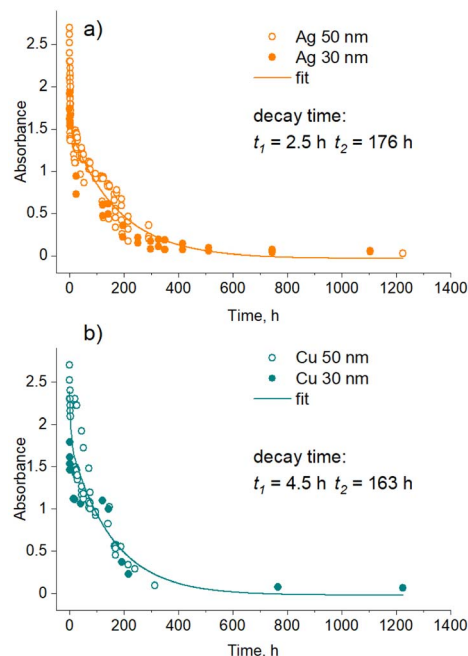 a)
Ag 50 nm
Ag 30 nm
fit
decay time:
t₁ = 2.5 h t₂ = 176 h
Absorbance
2.5
2
1.5
1
0.5
0
0 200 400 600 800 1000 1200 1400
Time, h
b)
Cu 50 nm
Cu 30 nm
fit
decay time:
t₁ = 4.5 h t₂ = 163 h
Absorbance
2.5
2
1.5
1
0.5
0
0 200 400 600 800 1000 1200 1400
Time, h